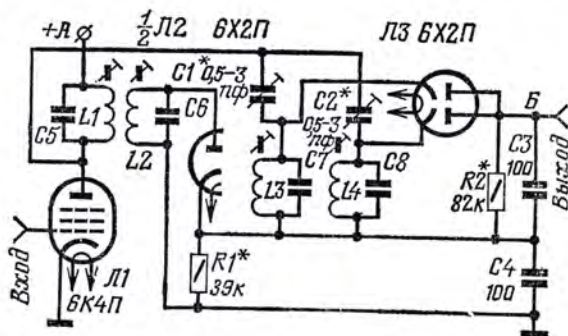 +А
½Л2
6Х2П
Л3 6Х2П
C1*
0,5-3
пф
C5
L1
L2
C6
C2*
0,5-3
пф
Б
C7
C8
L3
L4
R2*
82к
C3
100
Выход
R1*
39к
C4
100
Вход
Л1
6К4П